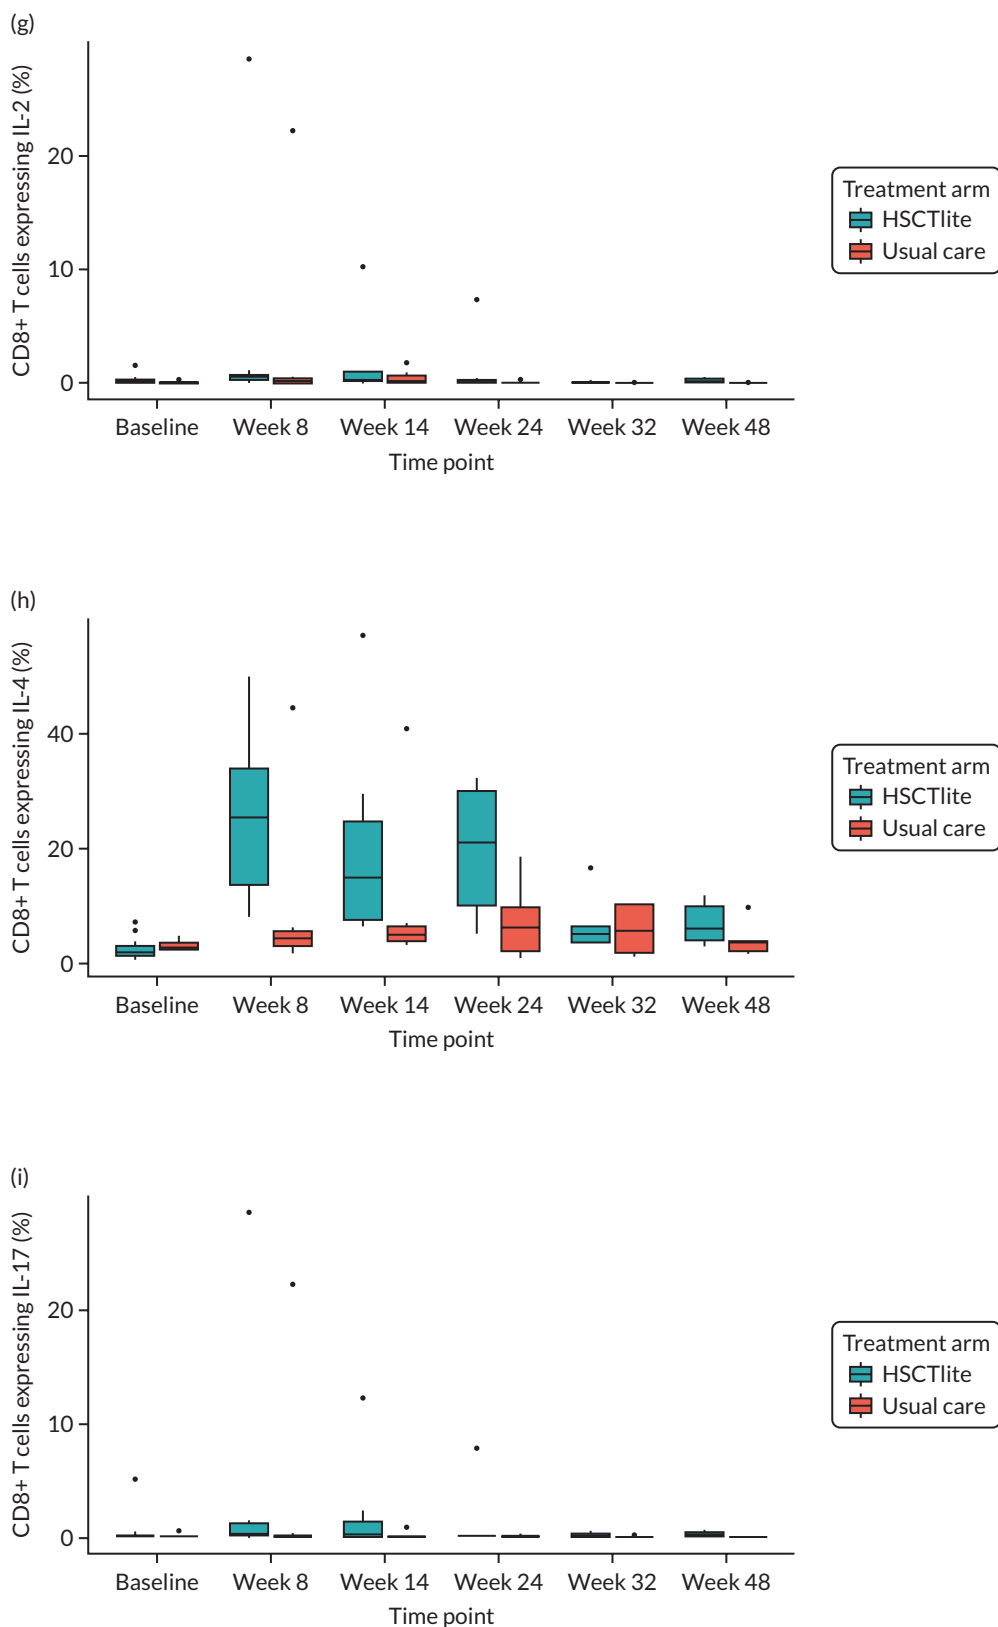 (g)
CD8+ T cells expressing IL-2 (%)
20
10
0
Baseline Week 8 Week 14 Week 24 Week 32 Week 48
Time point
Treatment arm
HSCTlite
Usual care
(h)
CD8+ T cells expressing IL-4 (%)
40
20
0
Baseline Week 8 Week 14 Week 24 Week 32 Week 48
Time point
Treatment arm
HSCTlite
Usual care
(i)
CD8+ T cells expressing IL-17 (%)
20
10
0
Baseline Week 8 Week 14 Week 24 Week 32 Week 48
Time point
Treatment arm
HSCTlite
Usual care